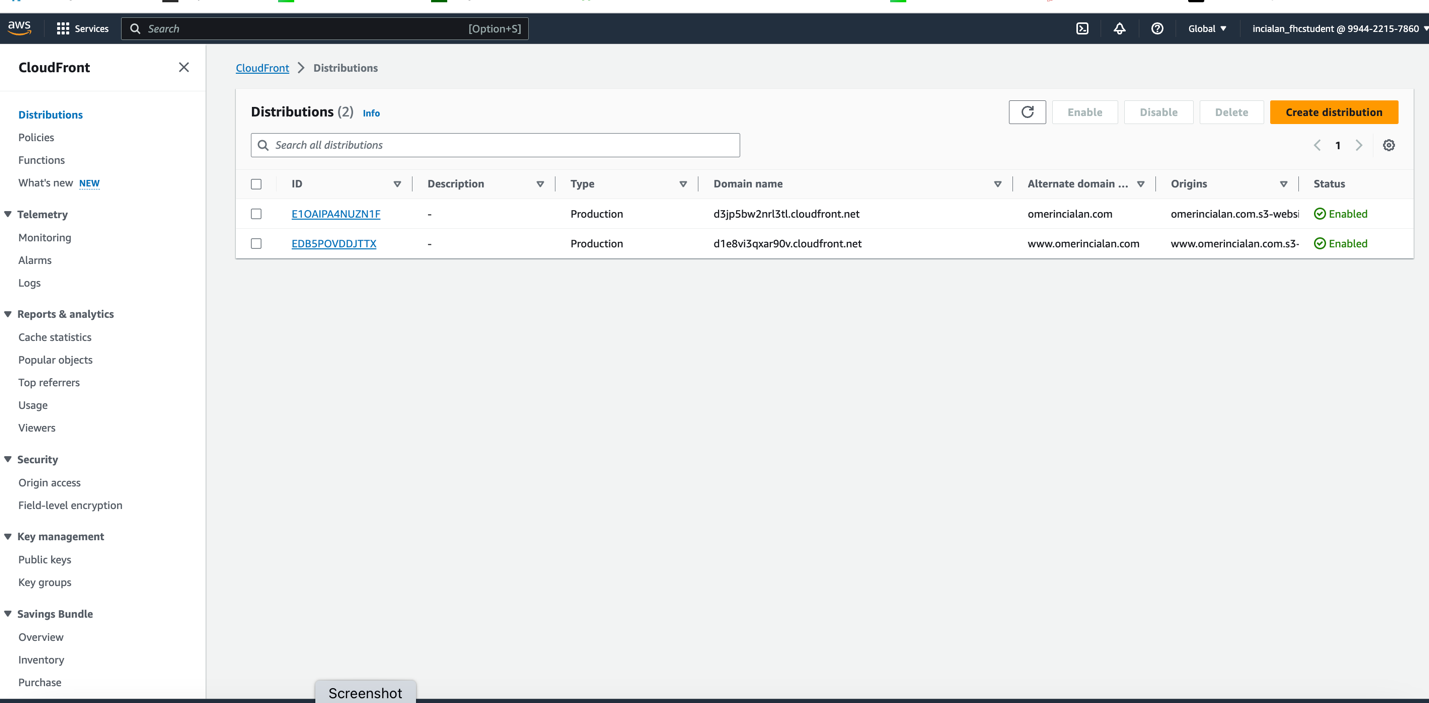 aws Services Search [Option+S] Global incialan_fhcstudent @ 9944-2215-7860
CloudFront
Distributions
Policies
Functions
What's new NEW
Telemetry
Monitoring
Alarms
Logs
Reports & analytics
Cache statistics
Popular objects
Top referrers
Usage
Viewers
Security
Origin access
Field-level encryption
Key management
Public keys
Key groups
Savings Bundle
Overview
Inventory
Purchase
CloudFront Distributions
Distributions (2) Info Enable Disable Delete Create distribution
Search all distributions 1
ID Description Type Domain name Alternate domain ... Origins Status
E1OAIPA4NUZN1F - Production d3jp5bw2nrl3tl.cloudfront.net omerincialan.com omerincialan.com.s3-websi Enabled
EDB5POVDDJTTX - Production d1e8vi3qxar90v.cloudfront.net www.omerincialan.com www.omerincialan.com.s3- Enabled
Screenshot